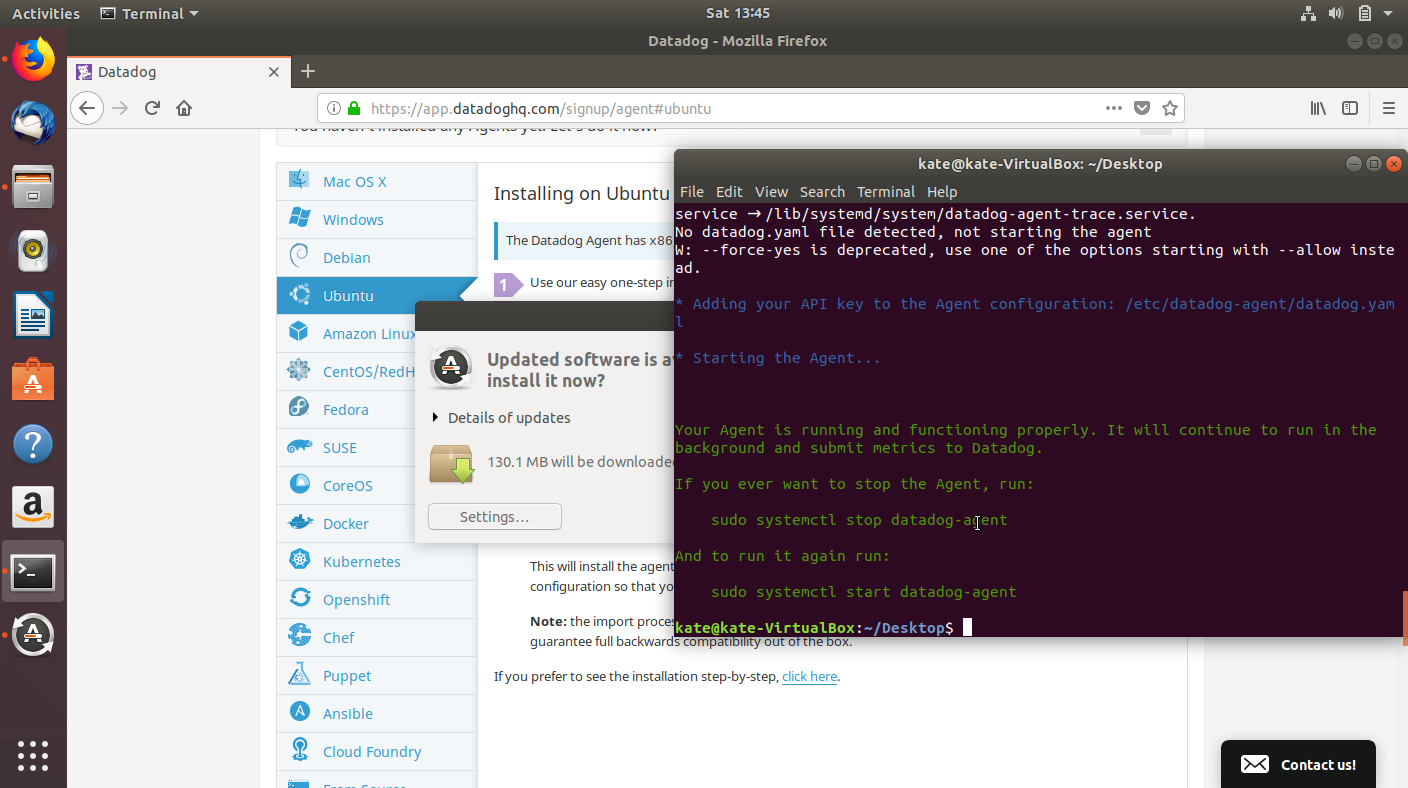 Activities
Terminal
Sat 13:45
Datadog - Mozilla Firefox
Datadog
https://app.datadoghq.com/signup/agent#ubuntu
Mac OS X
Windows
Debian
Ubuntu
Amazon Linux
CentOS/RedH
Fedora
SUSE
CoreOS
Docker
Kubernetes
Openshift
Chef
Puppet
Ansible
Cloud Foundry
Installing on Ubuntu
The Datadog Agent has x86
1 Use our easy one-step in
Updated software is a
install it now?
Details of updates
130.1 MB will be downloaded
Settings...
This will install the agent
configuration so that yo
Note: the import proces
guarantee full backwards compatibility out of the box.
If you prefer to see the installation step-by-step, click here.
kate@kate-VirtualBox: ~/Desktop
File Edit View Search Terminal Help
service → /lib/systemd/system/datadog-agent-trace.service.
No datadog.yaml file detected, not starting the agent
W: --force-yes is deprecated, use one of the options starting with --allow inste
ad.
* Adding your API key to the Agent configuration: /etc/datadog-agent/datadog.yam
l
* Starting the Agent...
Your Agent is running and functioning properly. It will continue to run in the
background and submit metrics to Datadog.
If you ever want to stop the Agent, run:
sudo systemctl stop datadog-agent
And to run it again run:
sudo systemctl start datadog-agent
kate@kate-VirtualBox:~/Desktop$
Contact us!